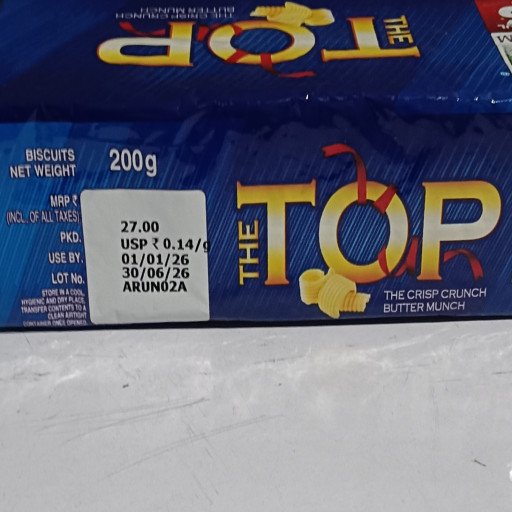 THE TOP
THE CRISP CRUNCH
BUTTER MUNCH
BISCUITS
NET WEIGHT 200g
MRP ₹
(INCL. OF ALL TAXES)
27.00
USP ₹ 0.14/g
PKD. 01/01/26
USE BY. 30/06/26
LOT No. ARUN02A
STORE IN A COOL,
HYGIENIC AND DRY PLACE.
TRANSFER CONTENTS TO A
CLEAN AIRTIGHT
CONTAINER ONCE OPENED.
THE TOP
THE CRISP CRUNCH
BUTTER MUNCH